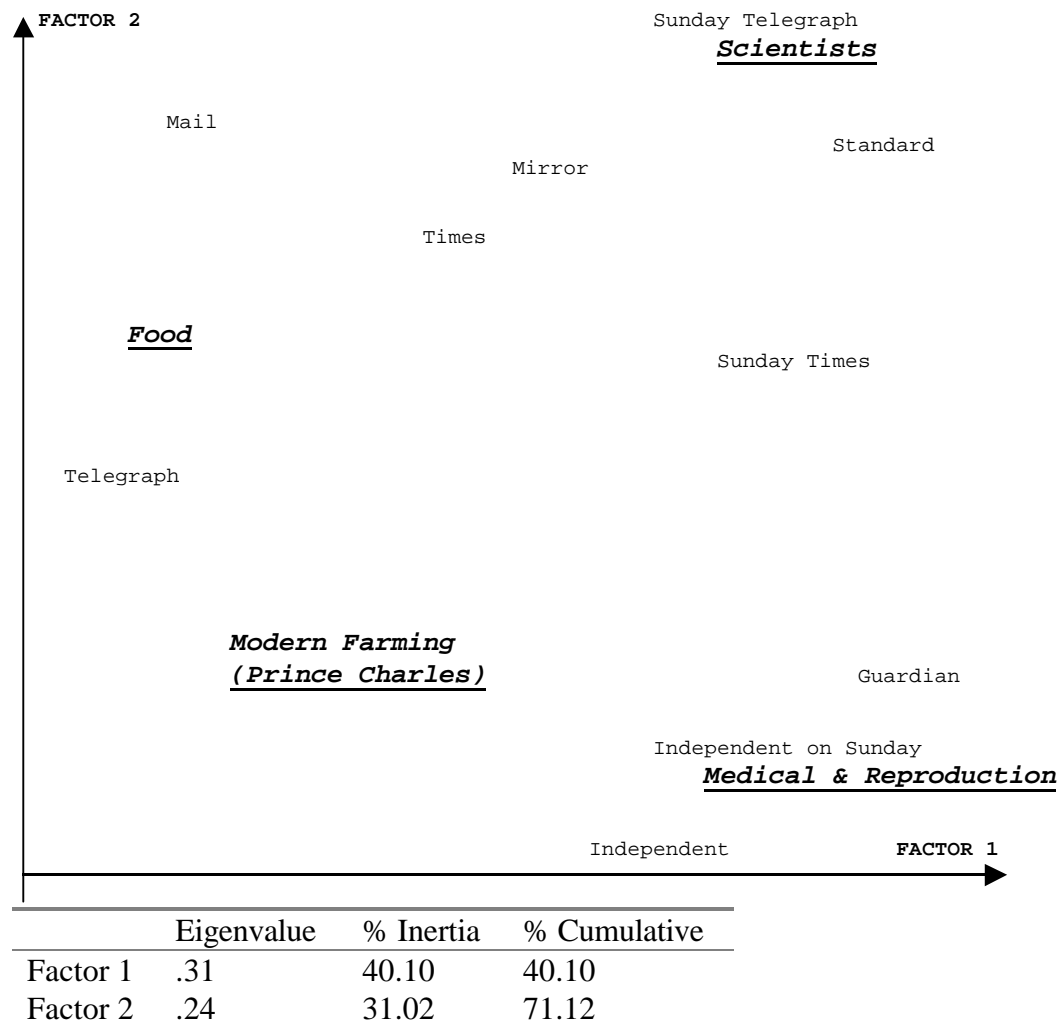 FACTOR 2
Sunday Telegraph
Scientists
Mail
Standard
Mirror
Times
Food
Sunday Times
Telegraph
Modern Farming
(Prince Charles)
Guardian
Independent on Sunday
Medical & Reproduction
Independent
FACTOR 1
Eigenvalue % Inertia % Cumulative
Factor 1 .31 40.10 40.10
Factor 2 .24 31.02 71.12